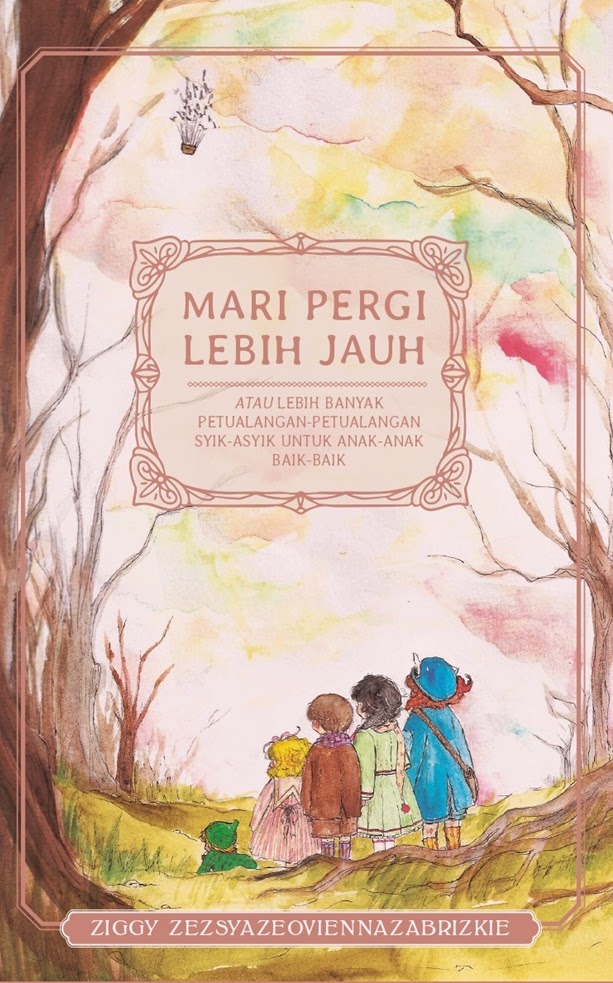 MARI PERGI
LEBIH JAUH
ATAU LEBIH BANYAK
PETUALANGAN-PETUALANGAN
SYIK-ASYIK UNTUK ANAK-ANAK
BAIK-BAIK
ZIGGY ZEZSYAZEOVIENNAZABRIZKIE